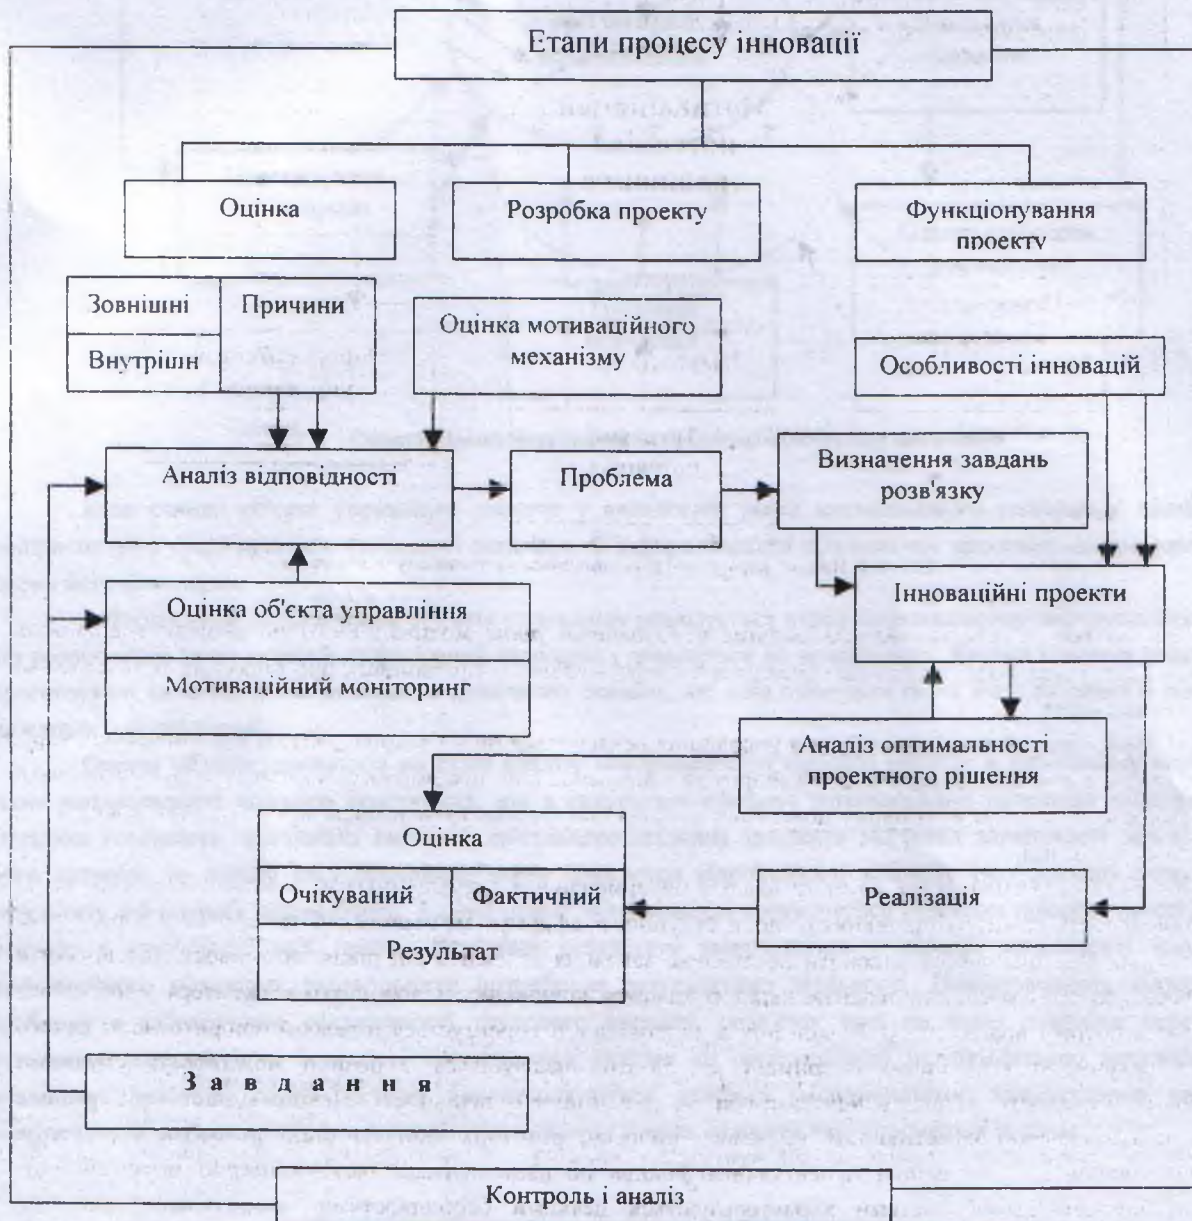 Етапи процесу інновації
Оцінка
Розробка проекту
Функціонування
проекту
Зовнішні
Причини
Внутрішн
Оцінка мотиваційного
механізму
Особливості інновацій
Аналіз відповідності
Проблема
Визначення завдань
розв'язку
Оцінка об'єкта управління
Мотиваційний моніторинг
Інноваційні проекти
Аналіз оптимальності
проектного рішення
Оцінка
Очікуваний
Фактичний
Результат
Реалізація
Завдання
Контроль і аналіз